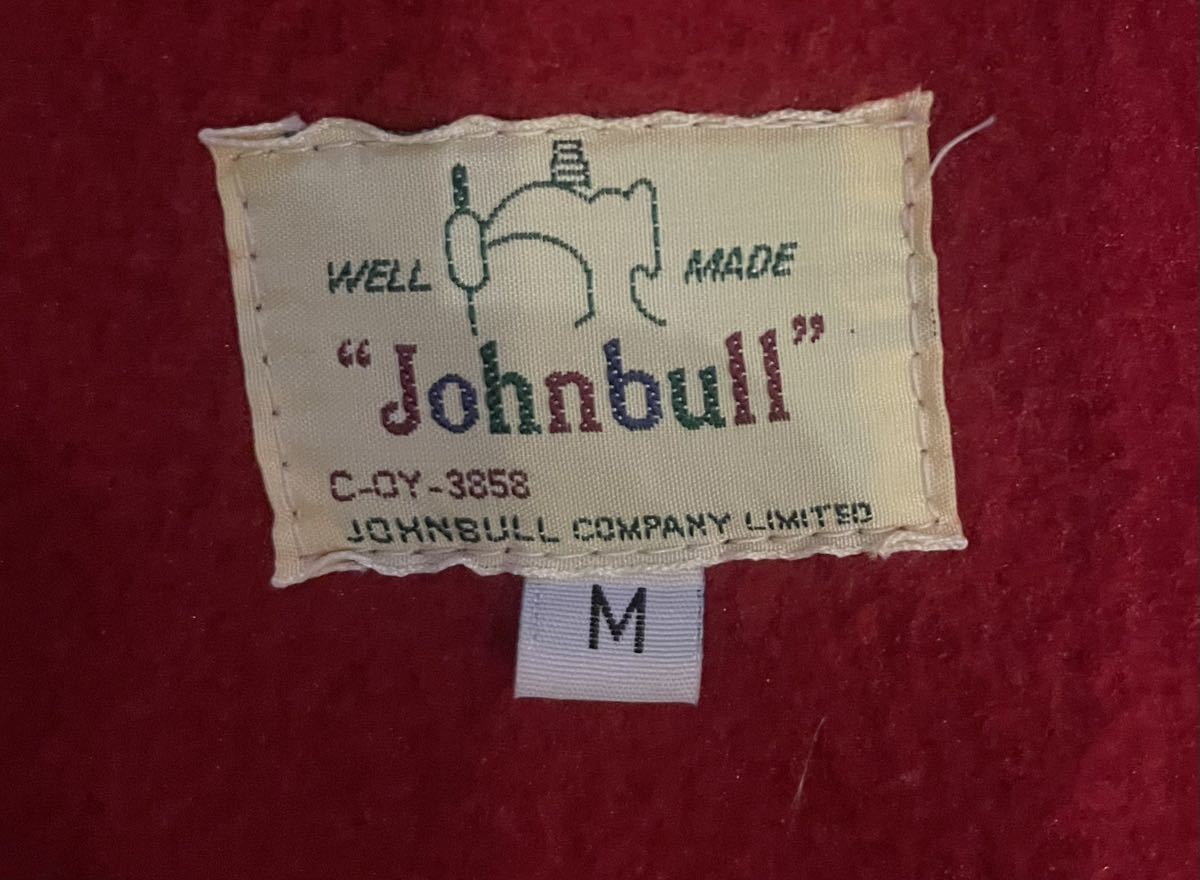 WELL MADE
“Johnbull”
C-OY-3858
JOHNBULL COMPANY LIMITED
M